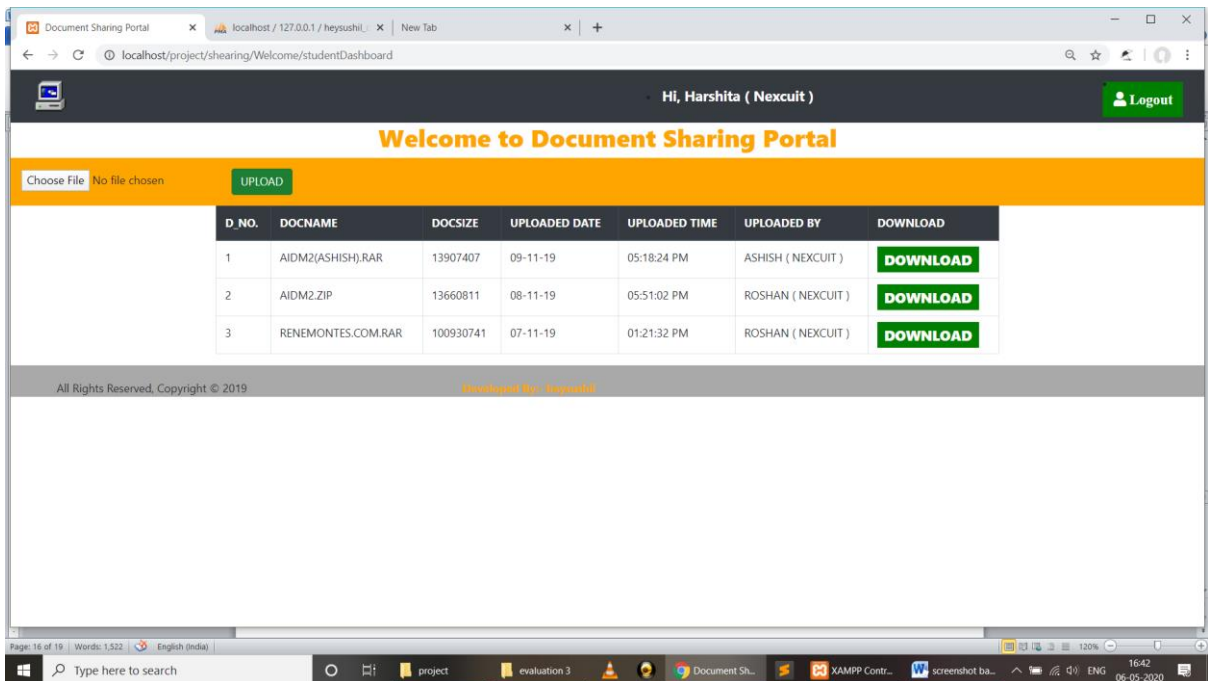 Document Sharing Portal
localhost / 127.0.0.1 / heysushil_
New Tab
localhost/project/shearing/Welcome/studentDashboard
Hi, Harshita ( Nexcuit )
Logout
Welcome to Document Sharing Portal
Choose File No file chosen
UPLOAD
D_NO. DOCNAME DOCSIZE UPLOADED DATE UPLOADED TIME UPLOADED BY DOWNLOAD
1 AIDM2(ASHISH).RAR 13907407 09-11-19 05:18:24 PM ASHISH ( NEXCUIT ) DOWNLOAD
2 AIDM2.ZIP 13660811 08-11-19 05:51:02 PM ROSHAN ( NEXCUIT ) DOWNLOAD
3 RENEMONTES.COM.RAR 100930741 07-11-19 01:21:32 PM ROSHAN ( NEXCUIT ) DOWNLOAD
All Rights Reserved, Copyright © 2019 Developed By:- heysushil
Page: 16 of 19 Words: 1,522 English (India) 120%
Type here to search project evaluation 3 Document Sh... XAMPP Contr... screenshot ba... ENG 16:42
06-05-2020